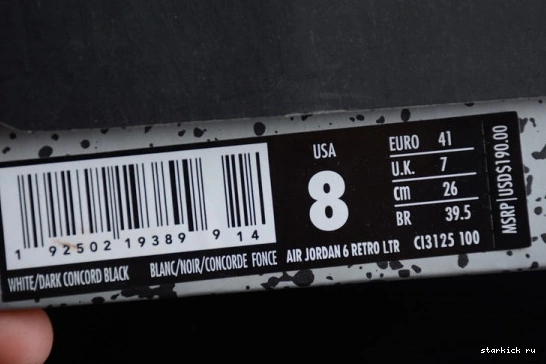 1 92502 19389 9 14
WHITE/DARK CONCORD BLACK BLANC/NOIR/CONCORDE FONCE
USA
8
AIR JORDAN 6 RETRO LTR CI3125 100
EURO 41
U.K. 7
cm 26
BR 39.5
MSRP|USD$190.00
starkick ru